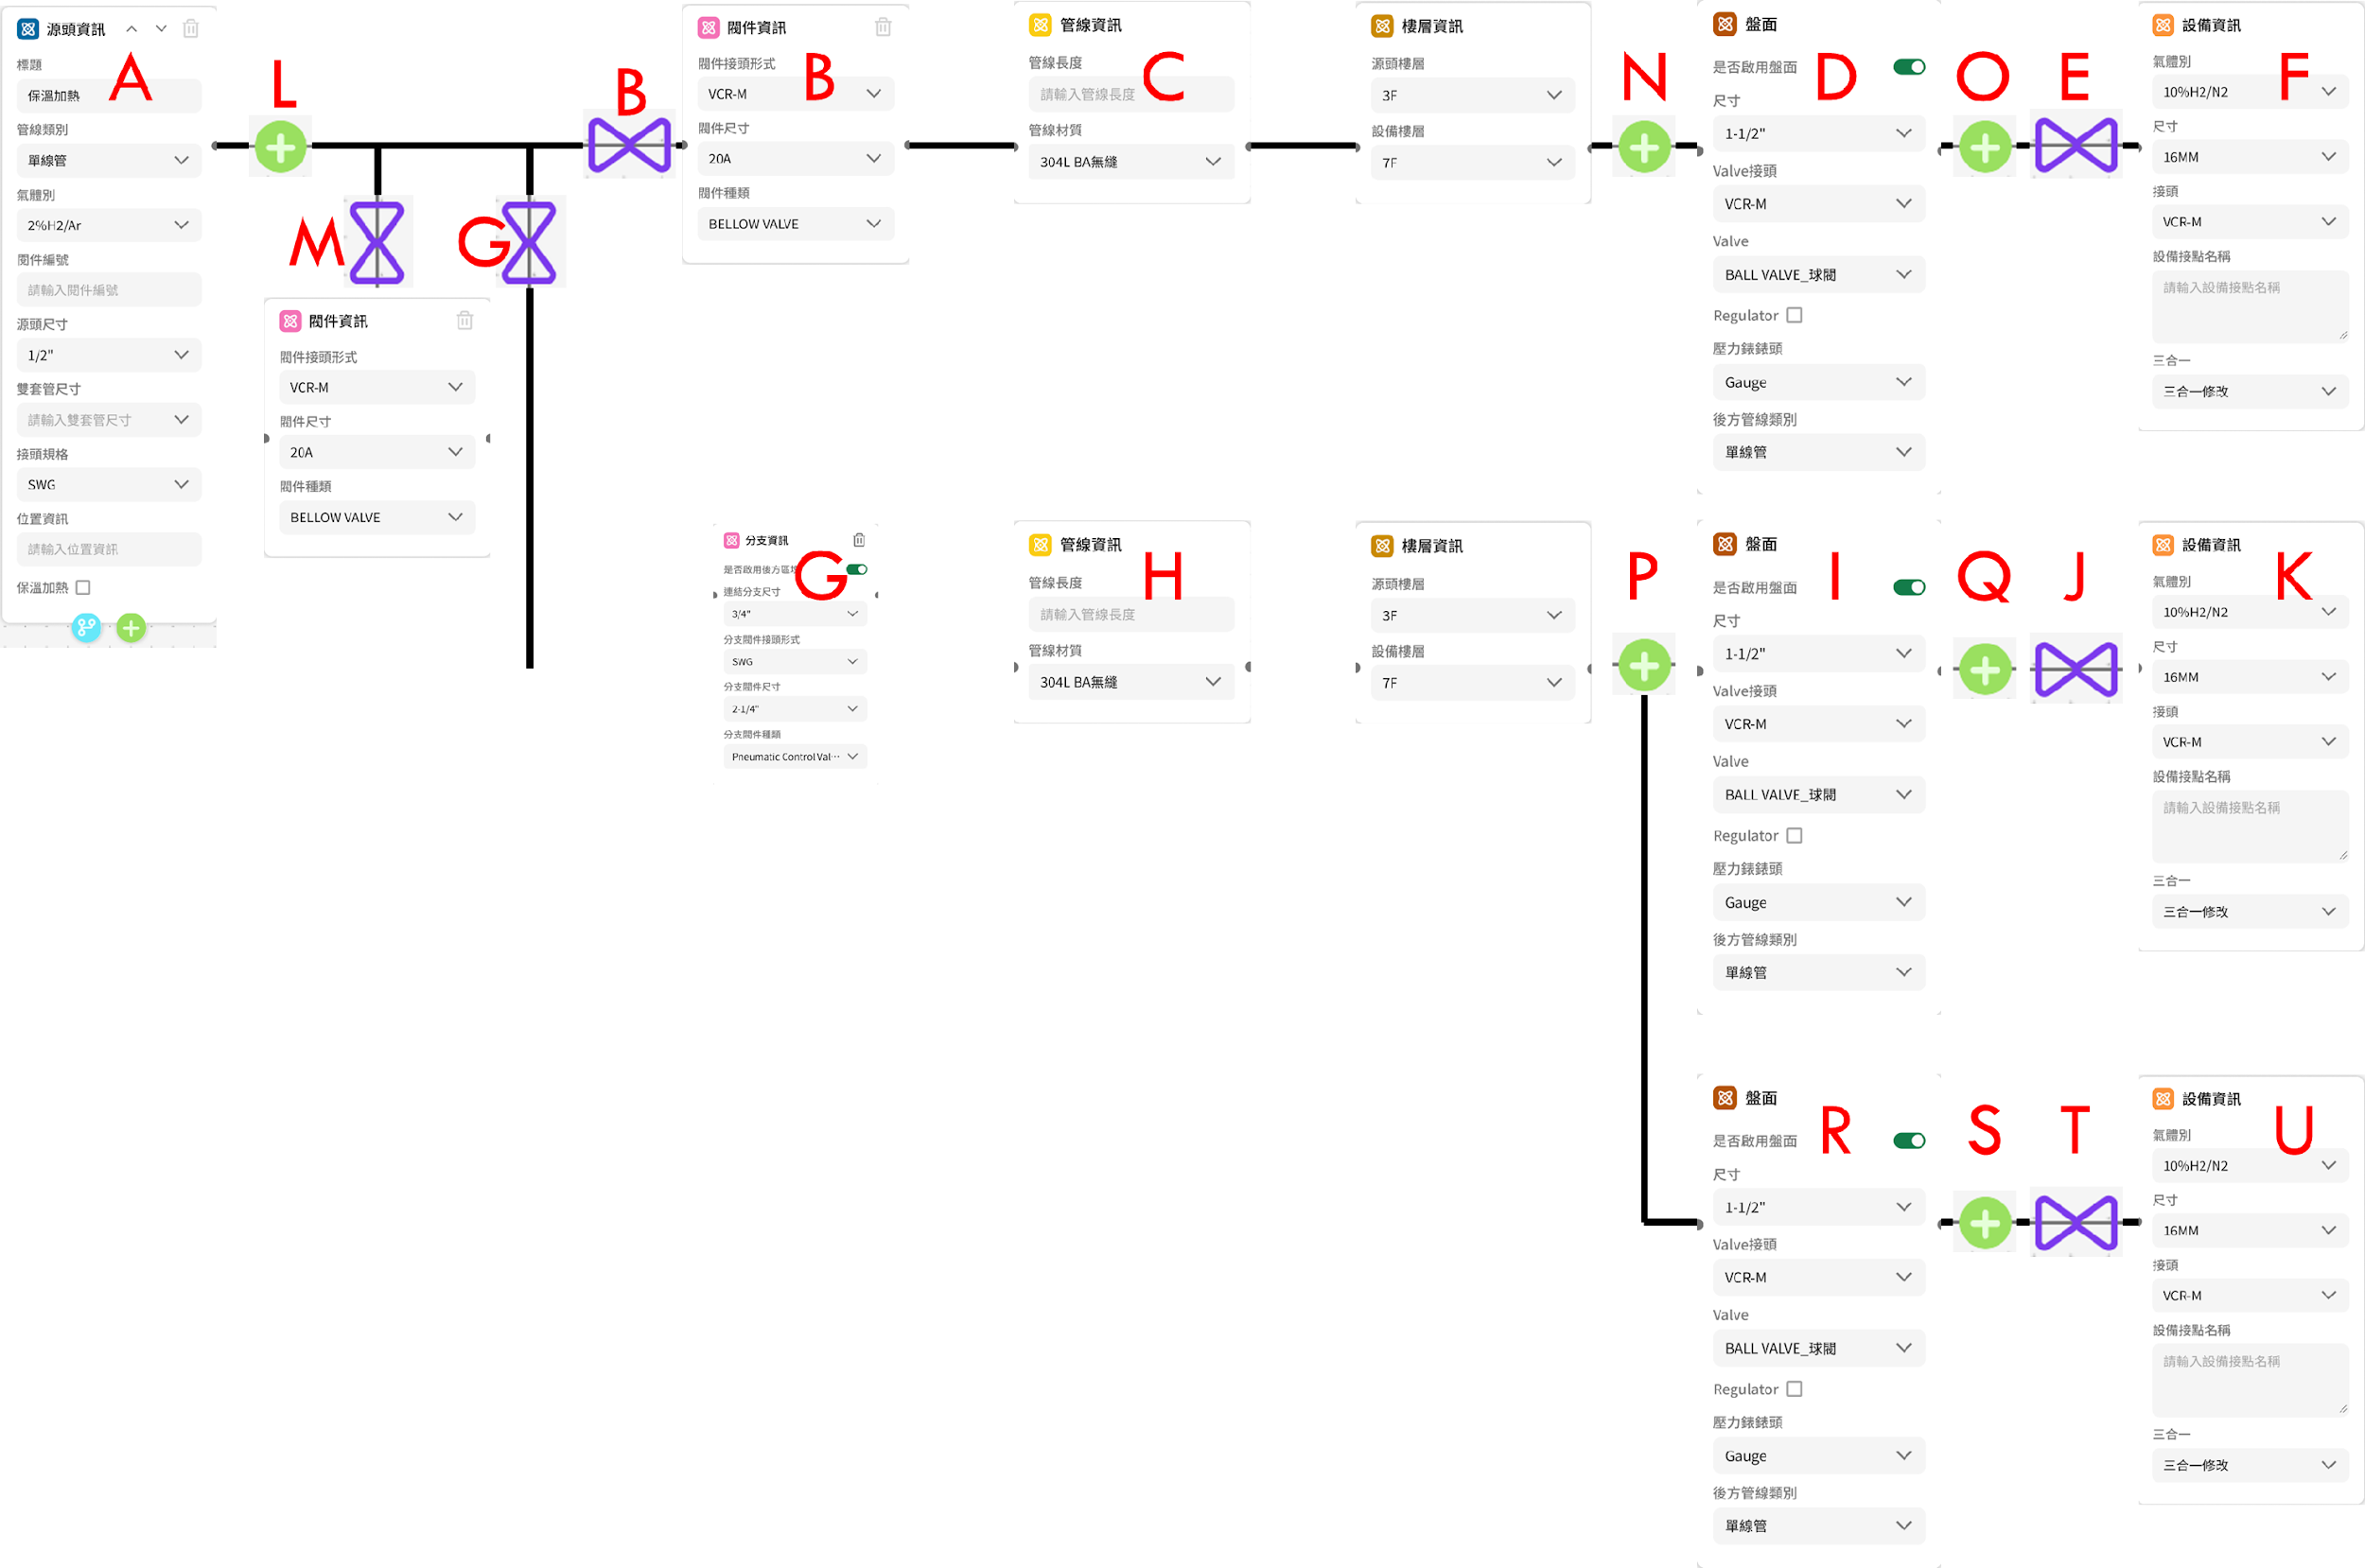 源頭資訊
標題
保溫加熱
管線類別
單線管
氣體別
2%H2/Ar
閥件編號
請輸入閥件編號
源頭尺寸
1/2"
雙套管尺寸
請輸入雙套管尺寸
接頭規格
SWG
位置資訊
請輸入位置資訊
保溫加熱
A
L
M
G
B
閥件資訊
閥件接頭形式
VCR-M
閥件尺寸
20A
閥件種類
BELLOW VALVE
閥件資訊
B
閥件接頭形式
VCR-M
閥件尺寸
20A
閥件種類
BELLOW VALVE
管線資訊
C
管線長度
請輸入管線長度
管線材質
304L BA無縫
樓層資訊
源頭樓層
3F
設備樓層
7F
N
盤面
D
是否啟用盤面
尺寸
1-1/2"
Valve接頭
VCR-M
Valve
BALL VALVE_球閥
Regulator
壓力錶錶頭
Gauge
後方管線類別
單線管
O
E
設備資訊
F
氣體別
10%H2/N2
尺寸
16MM
接頭
VCR-M
設備接點名稱
請輸入設備接點名稱
三合一
三合一修改
分支資訊
G
是否啟用後方區
連結分支尺寸
3/4"
分支閥件接頭形式
SWG
分支閥件尺寸
2-1/4"
分支閥件種類
Pneumatic Control Val···
管線資訊
H
管線長度
請輸入管線長度
管線材質
304L BA無縫
樓層資訊
源頭樓層
3F
設備樓層
7F
P
盤面
I
是否啟用盤面
尺寸
1-1/2"
Valve接頭
VCR-M
Valve
BALL VALVE_球閥
Regulator
壓力錶錶頭
Gauge
後方管線類別
單線管
Q
J
設備資訊
K
氣體別
10%H2/N2
尺寸
16MM
接頭
VCR-M
設備接點名稱
請輸入設備接點名稱
三合一
三合一修改
盤面
R
是否啟用盤面
尺寸
1-1/2"
Valve接頭
VCR-M
Valve
BALL VALVE_球閥
Regulator
壓力錶錶頭
Gauge
後方管線類別
單線管
S
T
設備資訊
U
氣體別
10%H2/N2
尺寸
16MM
接頭
VCR-M
設備接點名稱
請輸入設備接點名稱
三合一
三合一修改